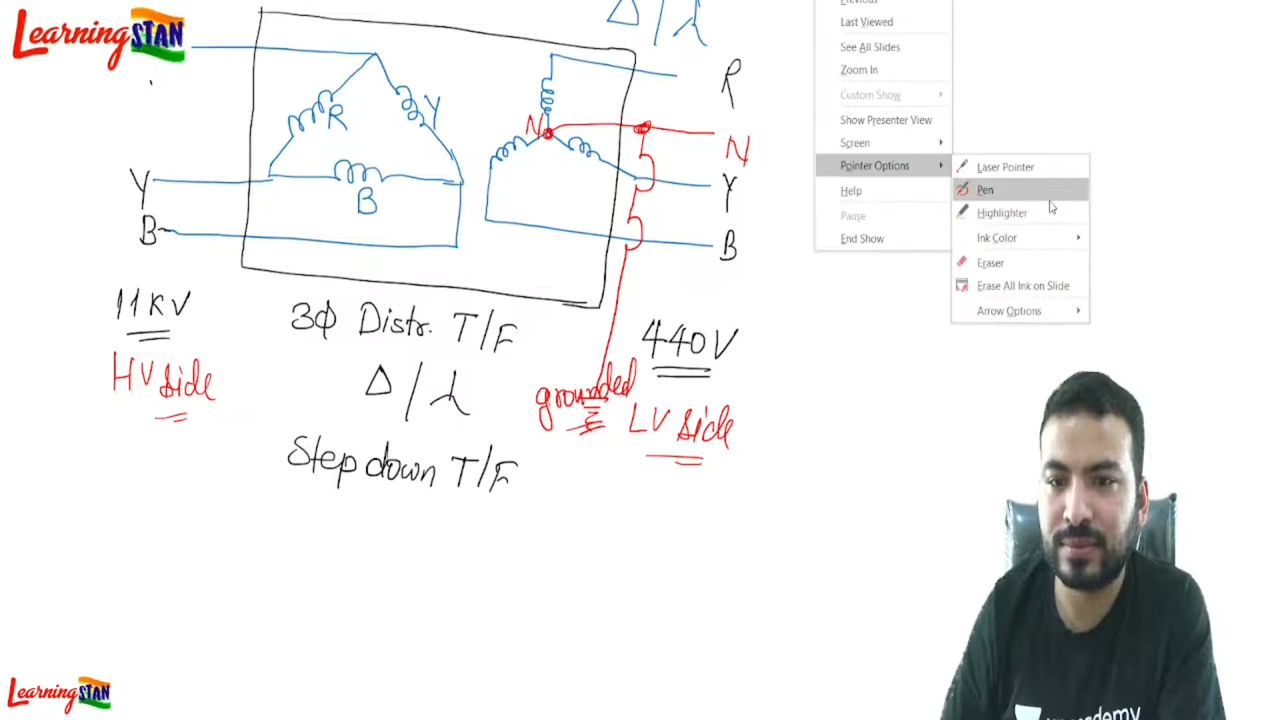 LearningSTAN
Δ/⅄
R
Y
B
N
R
N
Y
Y
B
B
11KV
HV side
3Φ Distr. T/F
Δ/⅄
Step down T/F
grounded
440V
LV side
Previous
Last Viewed
See All Slides
Zoom In
Custom Show
Show Presenter View
Screen
Pointer Options
Help
Pause
End Show
Laser Pointer
Pen
Highlighter
Ink Color
Eraser
Erase All Ink on Slide
Arrow Options
LearningSTAN